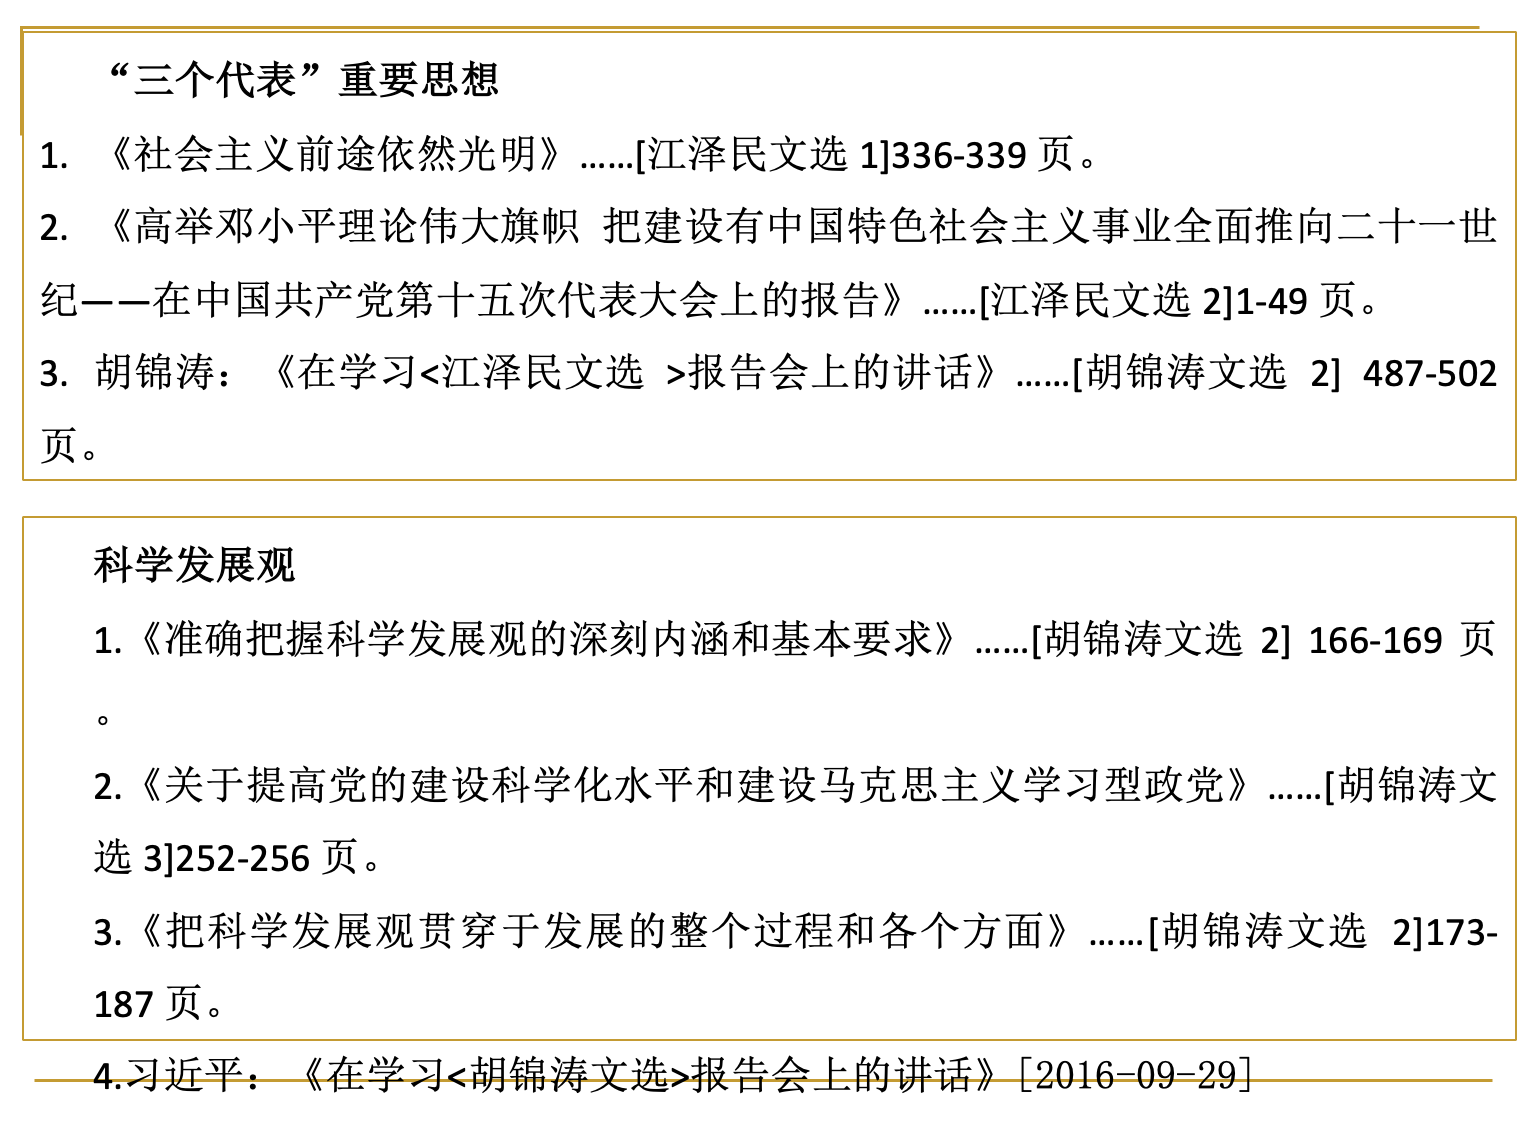 “三个代表”重要思想
1. 《社会主义前途依然光明》……[江泽民文选 1]336-339 页。
2. 《高举邓小平理论伟大旗帜 把建设有中国特色社会主义事业全面推向二十一世
纪——在中国共产党第十五次代表大会上的报告》……[江泽民文选 2]1-49 页。
3. 胡锦涛：《在学习<江泽民文选 >报告会上的讲话》……[胡锦涛文选 2] 487-502
页。
科学发展观
1.《准确把握科学发展观的深刻内涵和基本要求》……[胡锦涛文选 2] 166-169 页
。
2.《关于提高党的建设科学化水平和建设马克思主义学习型政党》……[胡锦涛文
选 3]252-256 页。
3.《把科学发展观贯穿于发展的整个过程和各个方面》……[胡锦涛文选 2]173-
187 页。
4.习近平：《在学习<胡锦涛文选>报告会上的讲话》[2016-09-29]